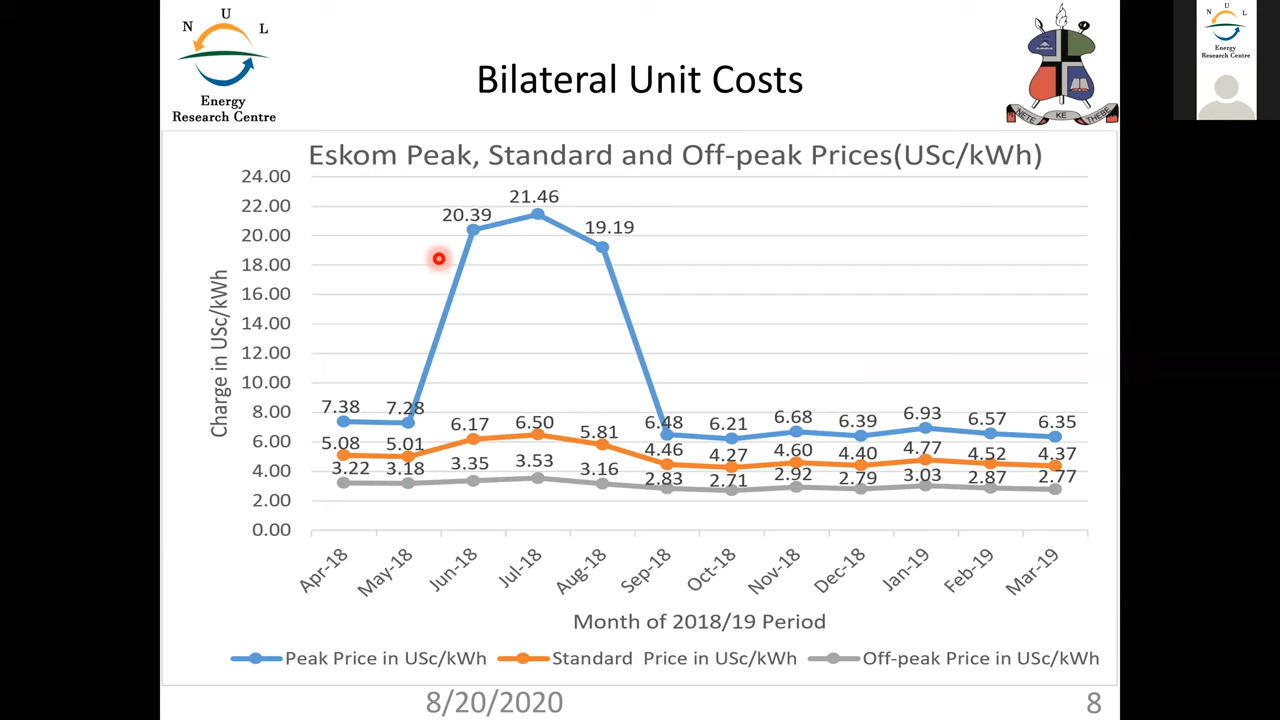 N U L
Energy
Research Centre
Bilateral Unit Costs
NETE KE THEBE
N U L
Energy
Research Centre
Eskom Peak, Standard and Off-peak Prices(USc/kWh)
Charge in USc/kWh
24.00
22.00
20.00
18.00
16.00
14.00
12.00
10.00
8.00
6.00
4.00
2.00
0.00
7.38 7.28 20.39 21.46 19.19 6.48 6.21 6.68 6.39 6.93 6.57 6.35
5.08 5.01 6.17 6.50 5.81 4.46 4.27 4.60 4.40 4.77 4.52 4.37
3.22 3.18 3.35 3.53 3.16 2.83 2.71 2.92 2.79 3.03 2.87 2.77
Apr-18 May-18 Jun-18 Jul-18 Aug-18 Sep-18 Oct-18 Nov-18 Dec-18 Jan-19 Feb-19 Mar-19
Month of 2018/19 Period
Peak Price in USc/kWh Standard Price in USc/kWh Off-peak Price in USc/kWh
8/20/2020 8